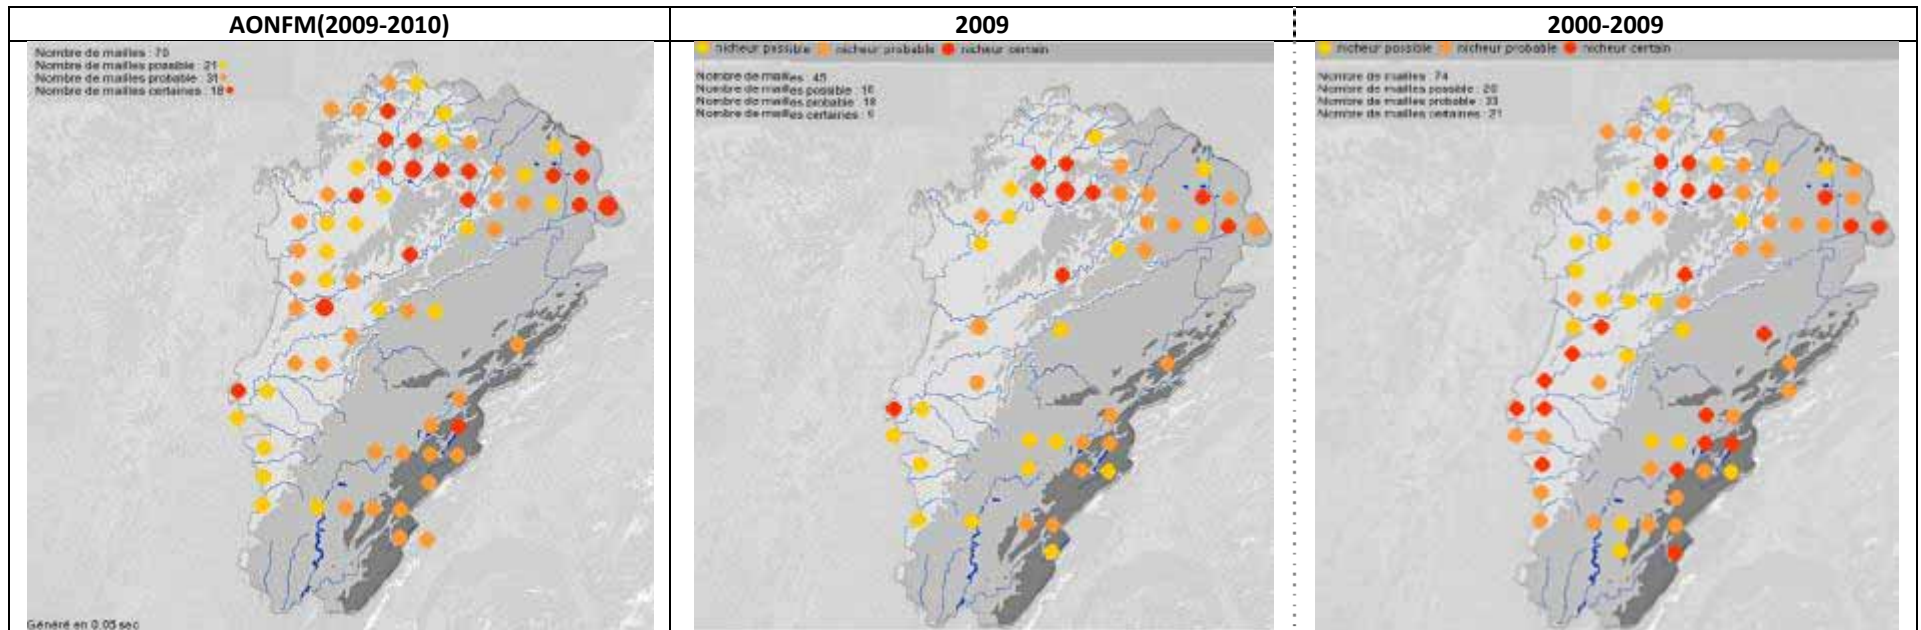 AONFM(2009-2010)
2009
2000-2009
Nombre de mailles : 70
Nombre de mailles possible : 21
Nombre de mailles probable : 31
Nombre de mailles certaines : 18
Généré en 0.05 sec
nicheur possible nicheur probable nicheur certain
Nombre de mailles : 45
Nombre de mailles possible : 18
Nombre de mailles probable : 18
Nombre de mailles certaines : 9
nicheur possible nicheur probable nicheur certain
Nombre de mailles : 74
Nombre de mailles possible : 20
Nombre de mailles probable : 33
Nombre de mailles certaines : 21